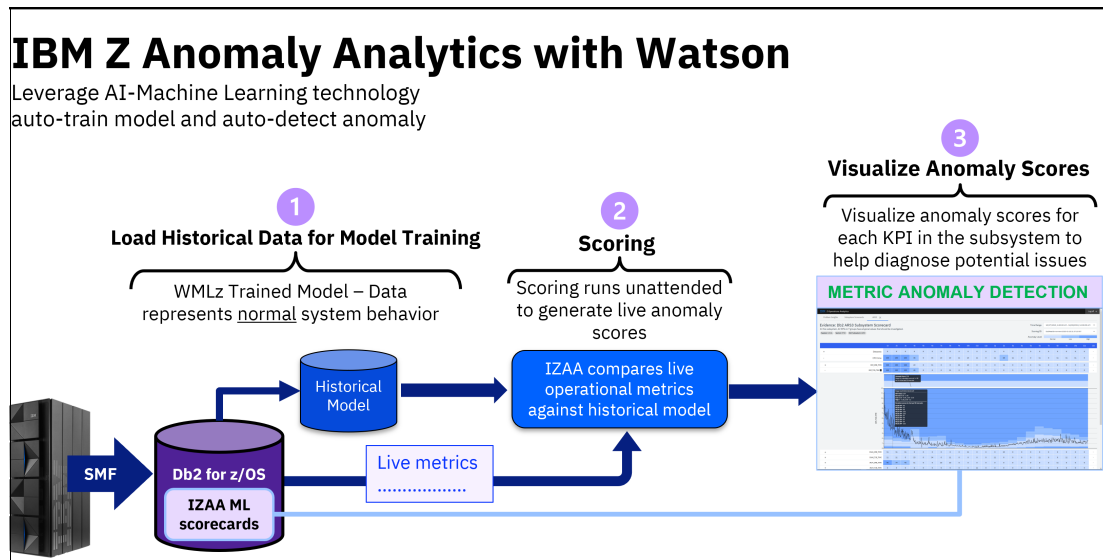 IBM Z Anomaly Analytics with Watson
Leverage AI-Machine Learning technology
auto-train model and auto-detect anomaly
1
Load Historical Data for Model Training
WMLz Trained Model – Data
represents normal system behavior
2
Scoring
Scoring runs unattended
to generate live anomaly
scores
3
Visualize Anomaly Scores
Visualize anomaly scores for
each KPI in the subsystem to
help diagnose potential issues
METRIC ANOMALY DETECTION
Historical
Model
IZAA compares live
operational metrics
against historical model
SMF
Db2 for z/OS
IZAA ML
scorecards
Live metrics
..................